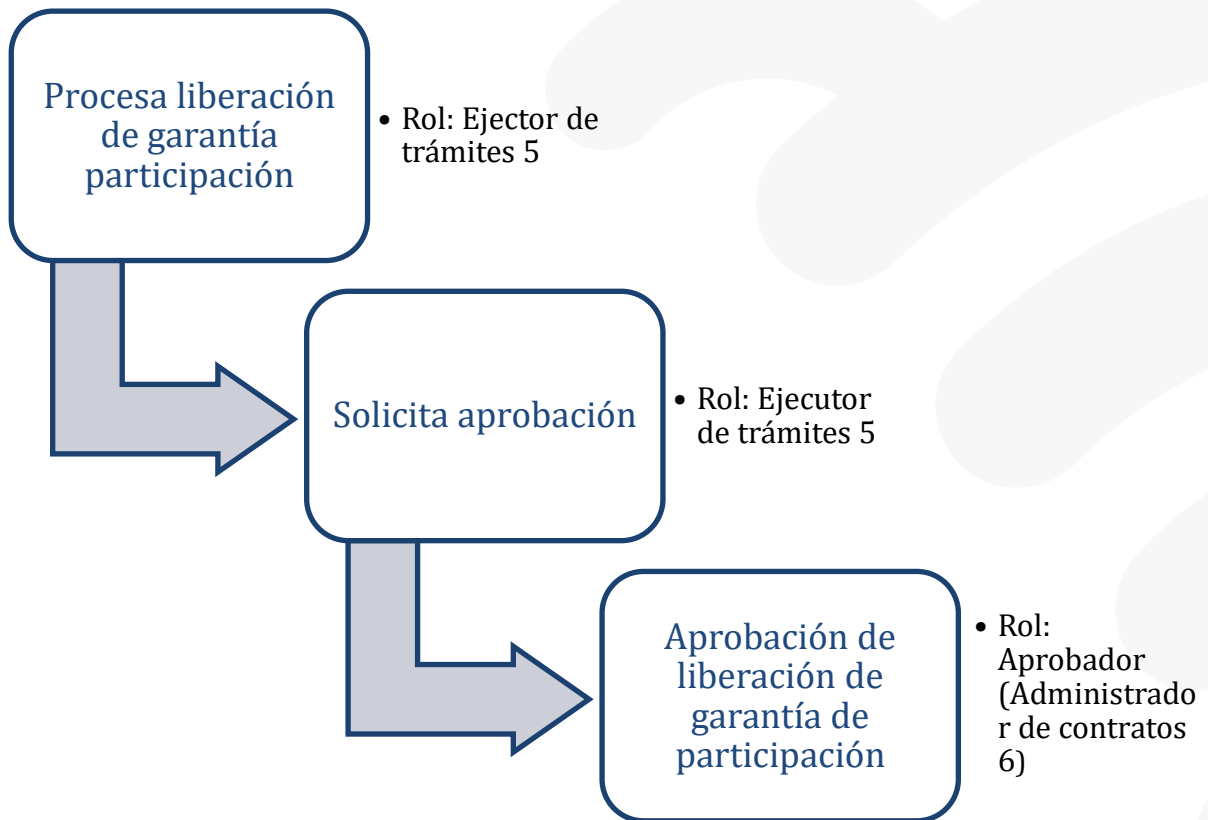 Procesa liberación
de garantía
participación
• Rol: Ejector de
trámites 5
Solicita aprobación
• Rol: Ejecutor
de trámites 5
Aprobación de
liberación de
garantía de
participación
• Rol:
Aprobador
(Administrado
r de contratos
6)